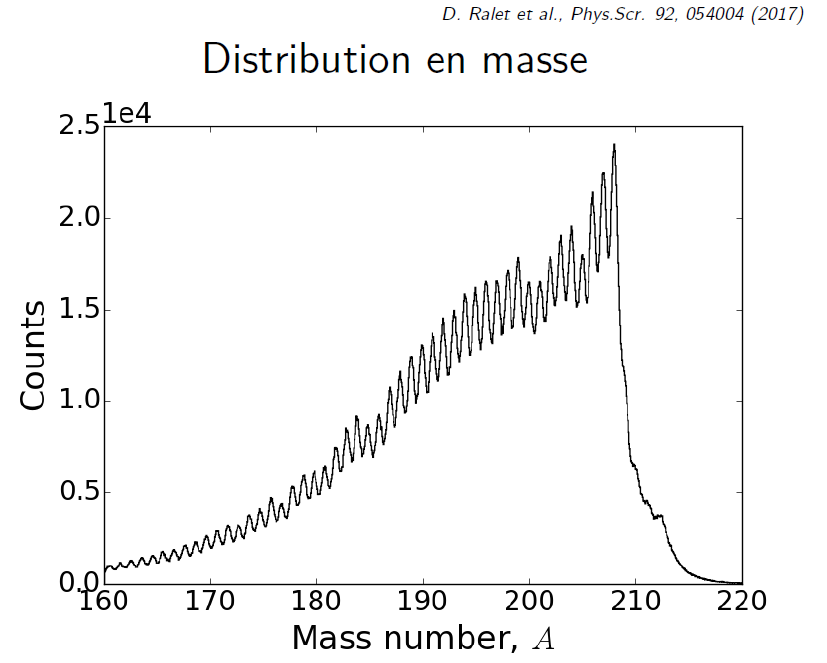 D. Ralet et al., Phys.Scr. 92, 054004 (2017)
Distribution en masse
1e4
2.5
2.0
1.5
1.0
0.5
0.0
Counts
160 170 180 190 200 210 220
Mass number, A